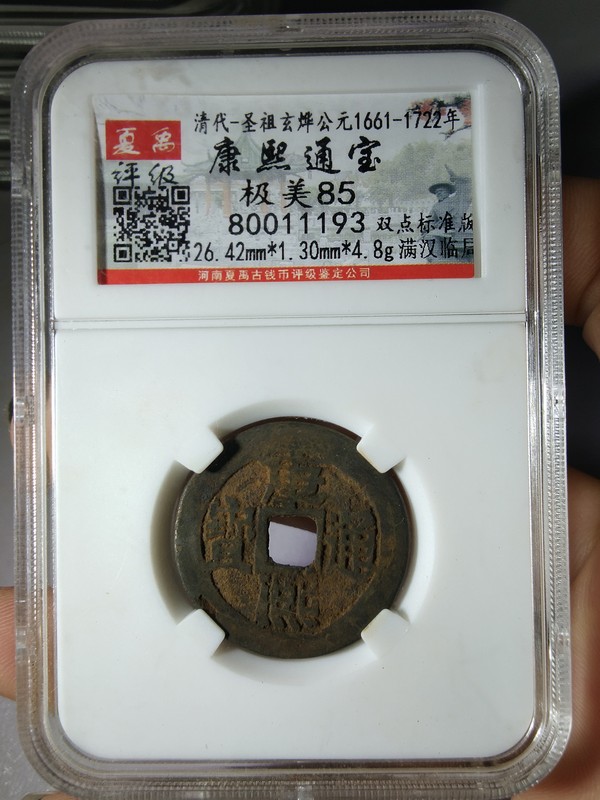 清代-圣祖玄烨公元1661-1722年
夏禹
评级
康熙通宝
极美85
80011193 双点标准版
26.42mm*1.30mm*4.8g 满汉临局
河南夏禹古钱币评级鉴定公司
康熙通寶